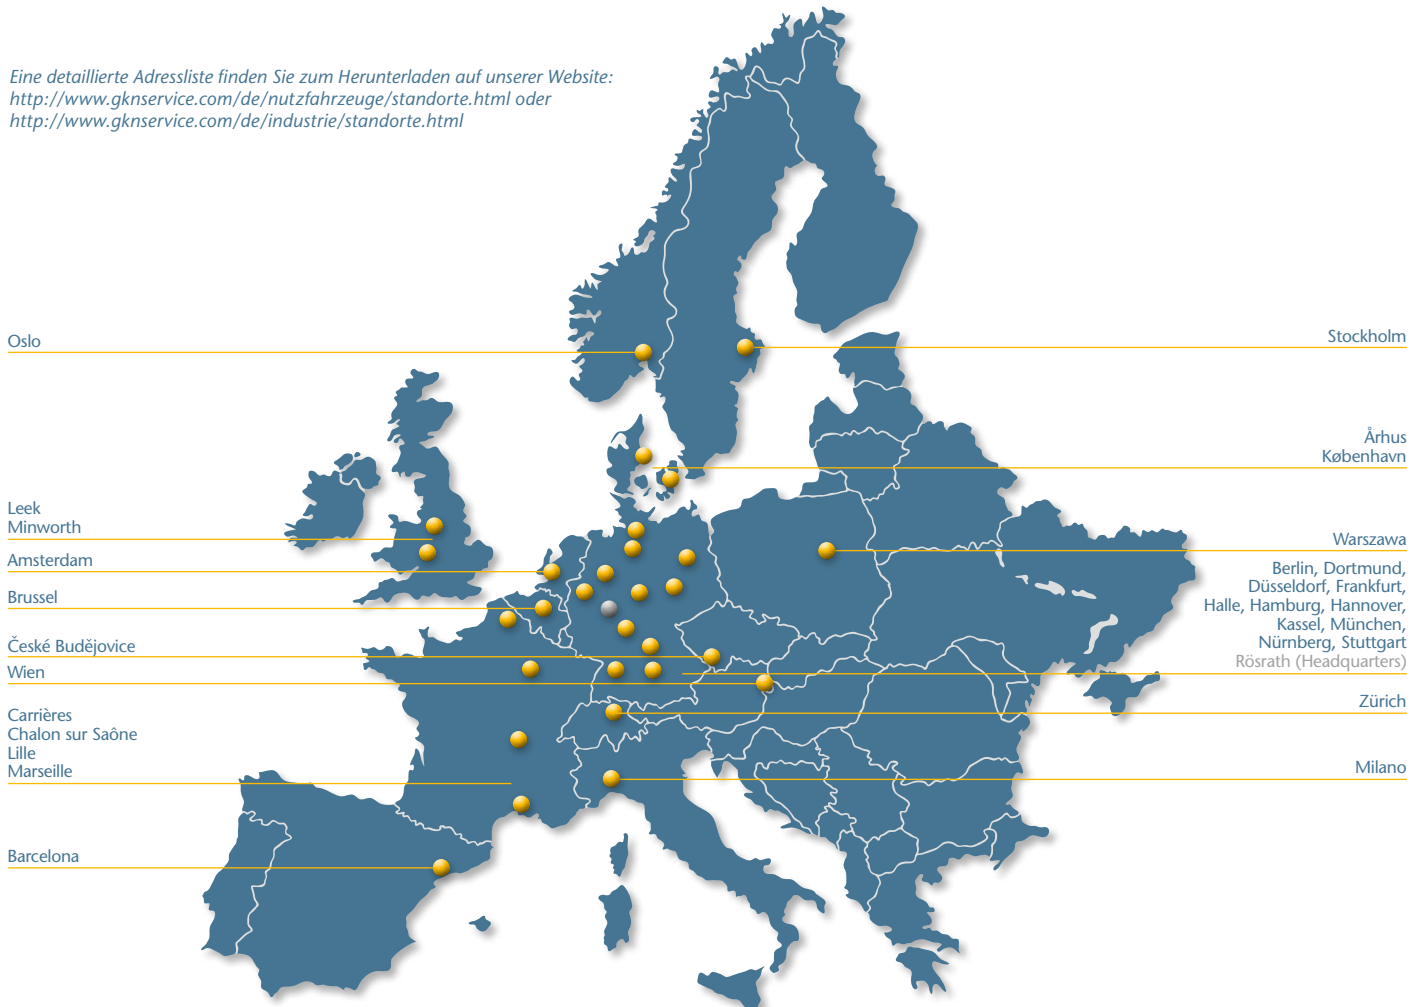 Eine detaillierte Adressliste finden Sie zum Herunterladen auf unserer Website:
http://www.gknservice.com/de/nutzfahrzeuge/standorte.html oder
http://www.gknservice.com/de/industrie/standorte.html
Oslo
Leek
Minworth
Amsterdam
Brussel
České Budějovice
Wien
Carrières
Chalon sur Saône
Lille
Marseille
Barcelona
Stockholm
Århus
København
Warszawa
Berlin, Dortmund,
Düsseldorf, Frankfurt,
Halle, Hamburg, Hannover,
Kassel, München,
Nürnberg, Stuttgart
Rösrath (Headquarters)
Zürich
Milano